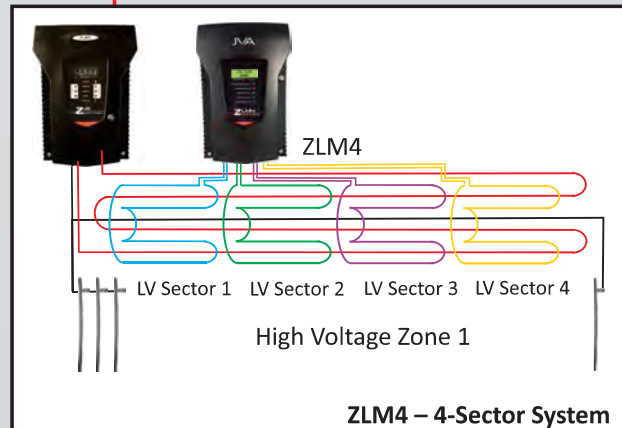 JVA
ZLM4
LV Sector 1 LV Sector 2 LV Sector 3 LV Sector 4
High Voltage Zone 1
ZLM4 – 4-Sector System